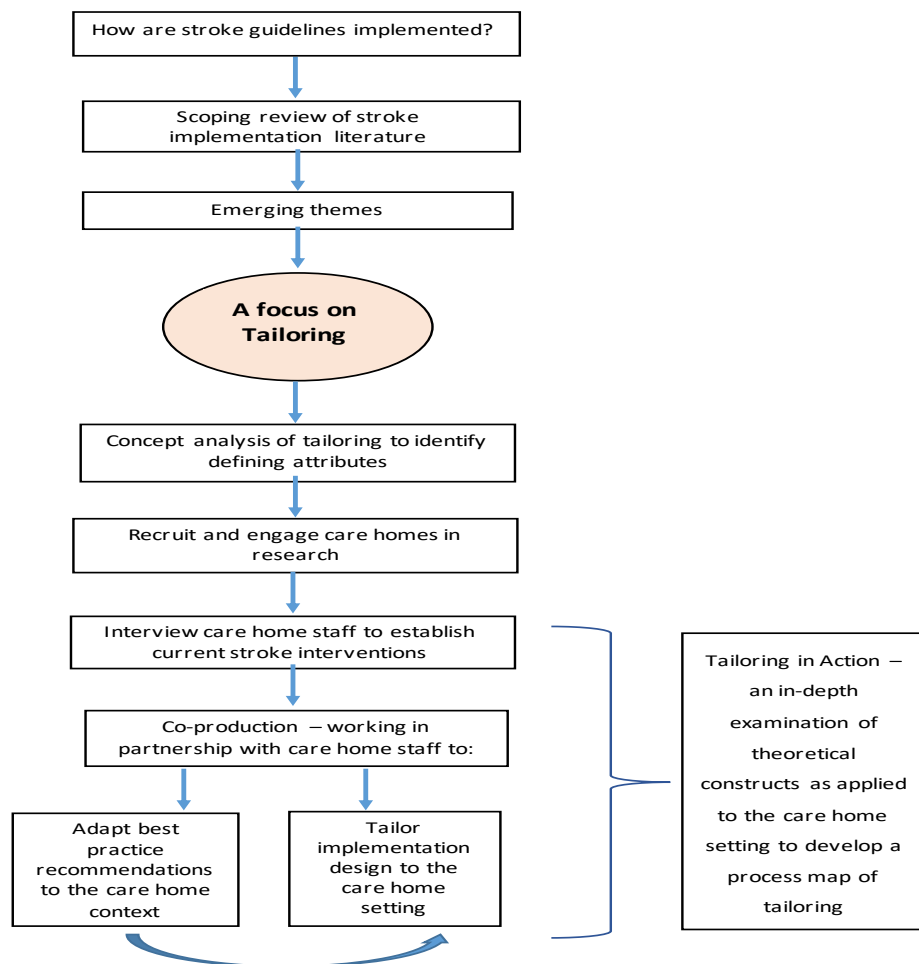 How are stroke guidelines implemented?
Scoping review of stroke
implementation literature
Emerging themes
A focus on
Tailoring
Concept analysis of tailoring to identify
defining attributes
Recruit and engage care homes in
research
Interview care home staff to establish
current stroke interventions
Co-production – working in
partnership with care home staff to:
Adapt best
practice
recommendations
to the care home
context
Tailor
implementation
design to the
care home
setting
Tailoring in Action –
an in-depth
examination of
theoretical
constructs as applied
to the care home
setting to develop a
process map of
tailoring